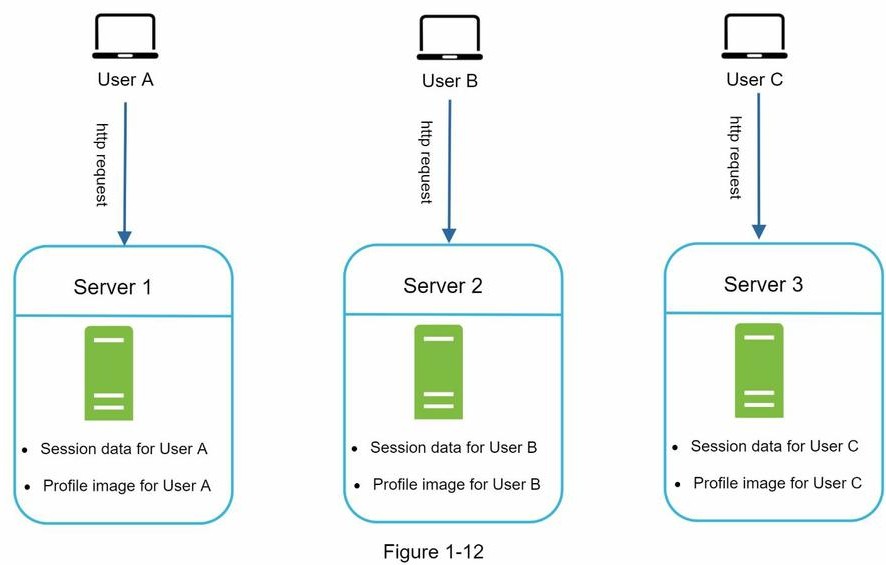 User A
User B
User C
http request
http request
http request
Server 1
Server 2
Server 3
• Session data for User A
• Profile image for User A
• Session data for User B
• Profile image for User B
• Session data for User C
• Profile image for User C
Figure 1-12